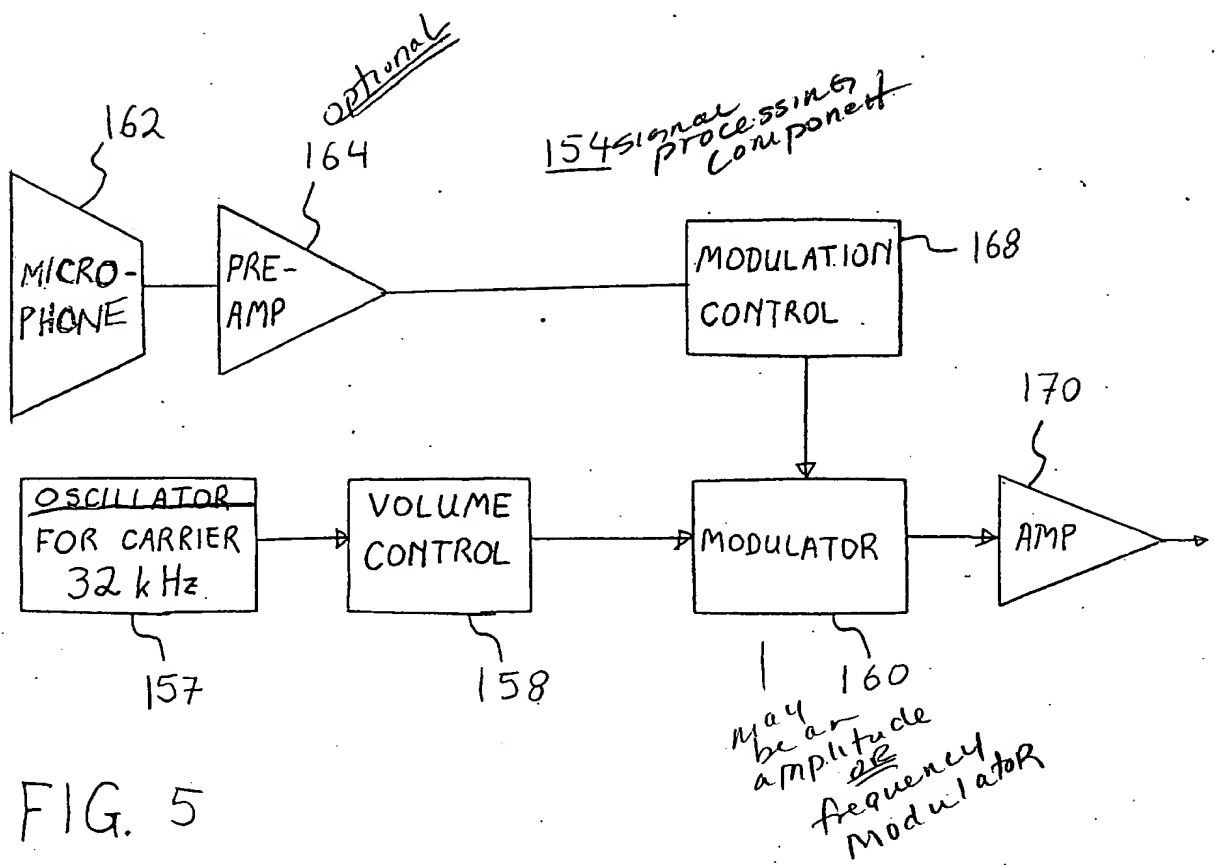 optional
162
164
154 signal
processing
component
MICRO-
PHONE
PRE-
AMP
MODULATION
CONTROL
168
170
OSCILLATOR
FOR CARRIER
32 kHz
VOLUME
CONTROL
MODULATOR
AMP
157
158
160
may
be an
amplitude
OR
frequency
modulator
FIG. 5